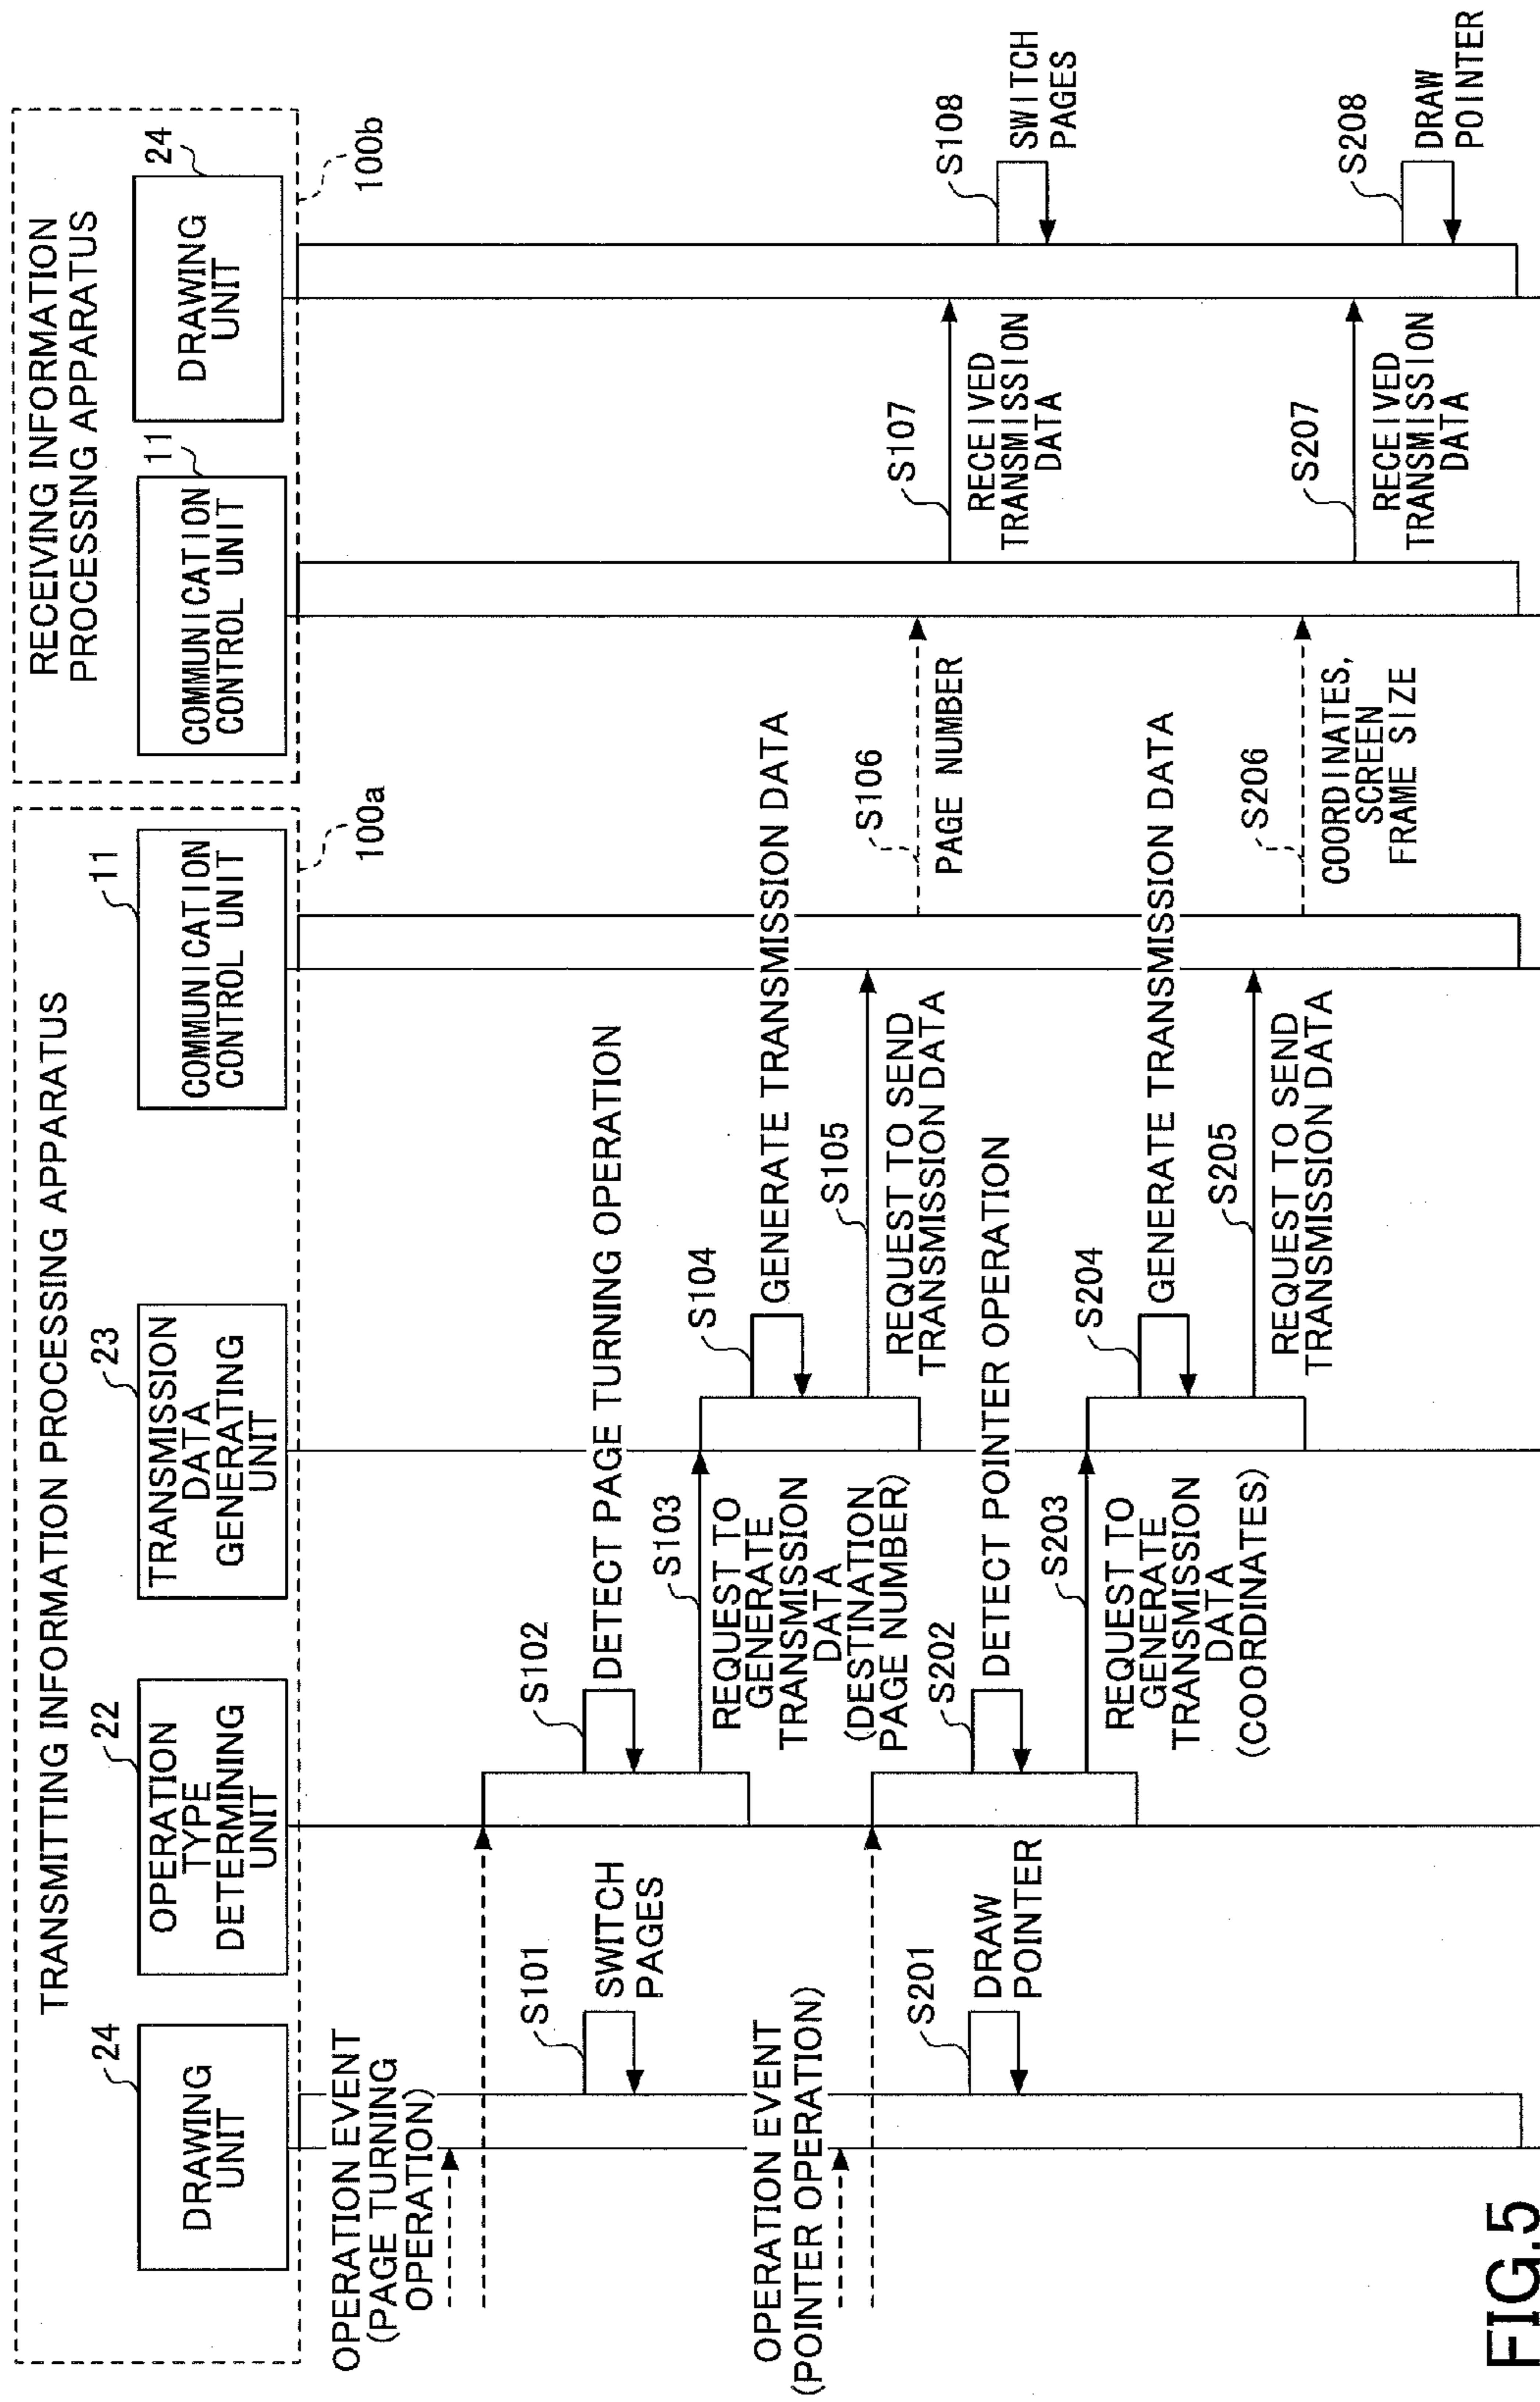 TRANSMITTING INFORMATION PROCESSING APPARATUS
RECEIVING INFORMATION
PROCESSING APPARATUS
24
DRAWING
UNIT
22
OPERATION
TYPE
DETERMINING
UNIT
23
TRANSMISSION
DATA
GENERATING
UNIT
11
COMMUNICATION
CONTROL UNIT
100a
11
COMMUNICATION
CONTROL UNIT
24
DRAWING
UNIT
100b
OPERATION EVENT
(PAGE TURNING
OPERATION)
S101
SWITCH
PAGES
S102
DETECT PAGE TURNING OPERATION
S103
REQUEST TO
GENERATE
TRANSMISSION
DATA
(DESTINATION
PAGE NUMBER)
S104
GENERATE TRANSMISSION DATA
S105
REQUEST TO SEND
TRANSMISSION DATA
S106
PAGE NUMBER
S107
RECEIVED
TRANSMISSION
DATA
S108
SWITCH
PAGES
OPERATION EVENT
(POINTER OPERATION)
S201
DRAW
POINTER
S202
DETECT POINTER OPERATION
S203
REQUEST TO
GENERATE
TRANSMISSION
DATA
(COORDINATES)
S204
GENERATE TRANSMISSION DATA
S205
REQUEST TO SEND
TRANSMISSION DATA
S206
COORDINATES,
SCREEN
FRAME SIZE
S207
RECEIVED
TRANSMISSION
DATA
S208
DRAW
POINTER
FIG.5